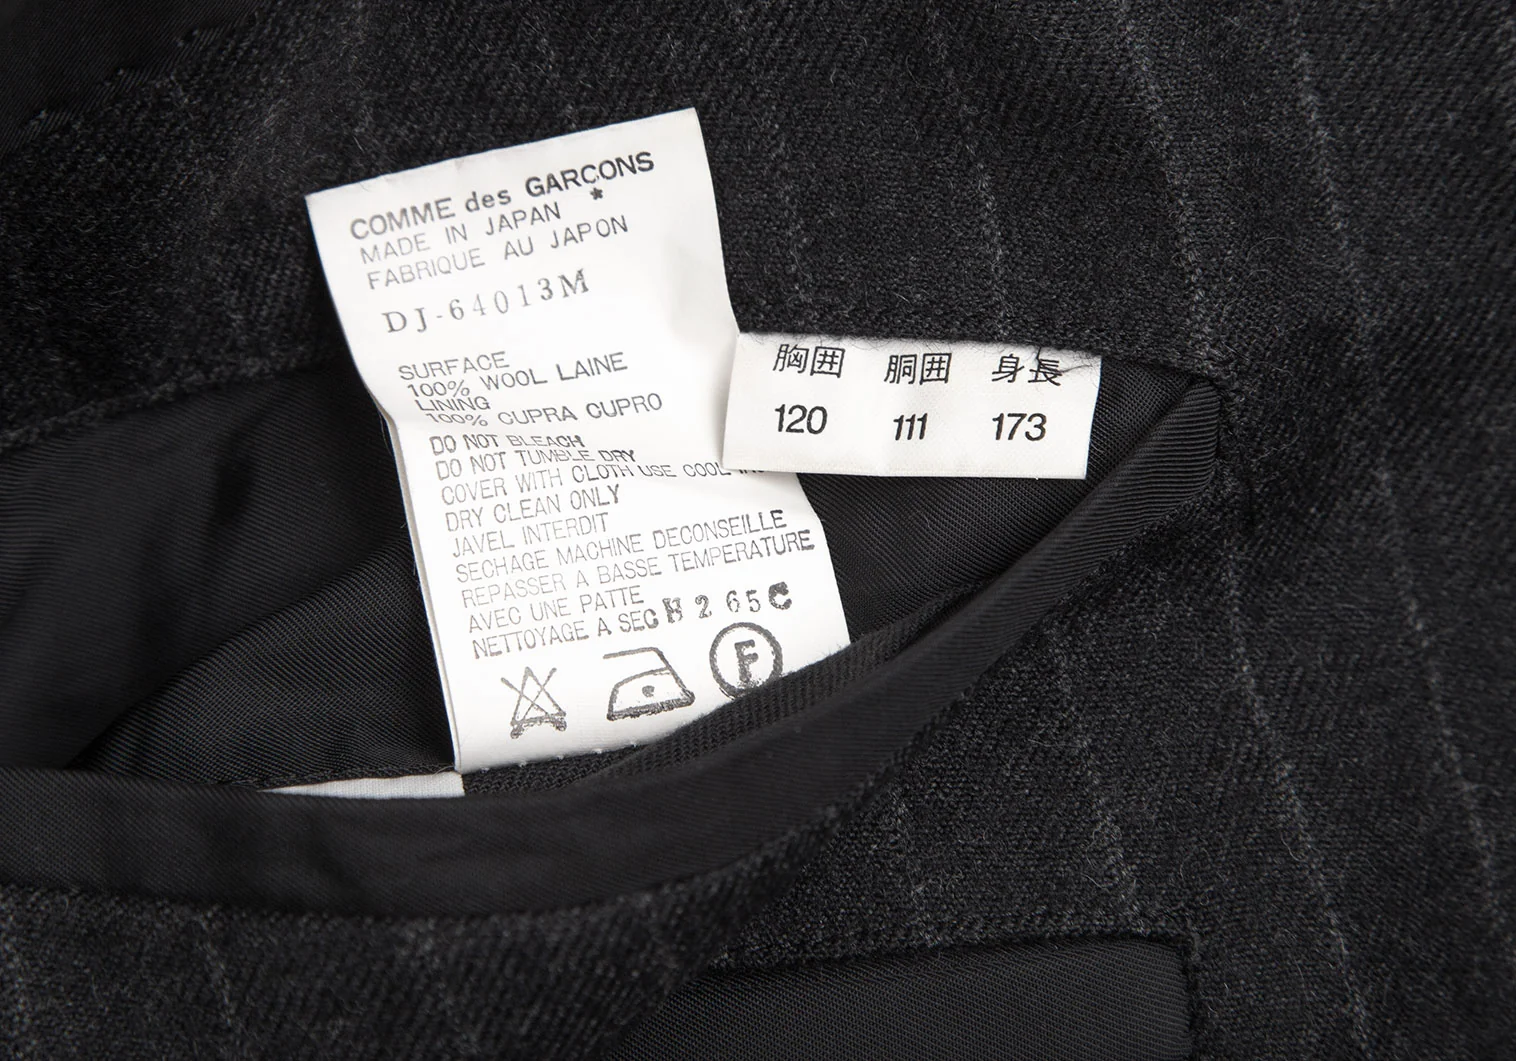 COMME des GARCONS
MADE IN JAPAN *
FABRIQUE AU JAPON
DJ-64013M
SURFACE
100% WOOL LAINE
LINING
100% CUPRA CUPRO
DO NOT BLEACH
DO NOT TUMBLE DRY
COVER WITH CLOTH USE COOL
DRY CLEAN ONLY
JAVEL INTERDIT
SECHAGE MACHINE DECONSEILLE
REPASSER A BASSE TEMPERATURE
AVEC UNE PATTE
NETTOYAGE A SEC H265C
F
胸囲 胴囲 身長
120 111 173